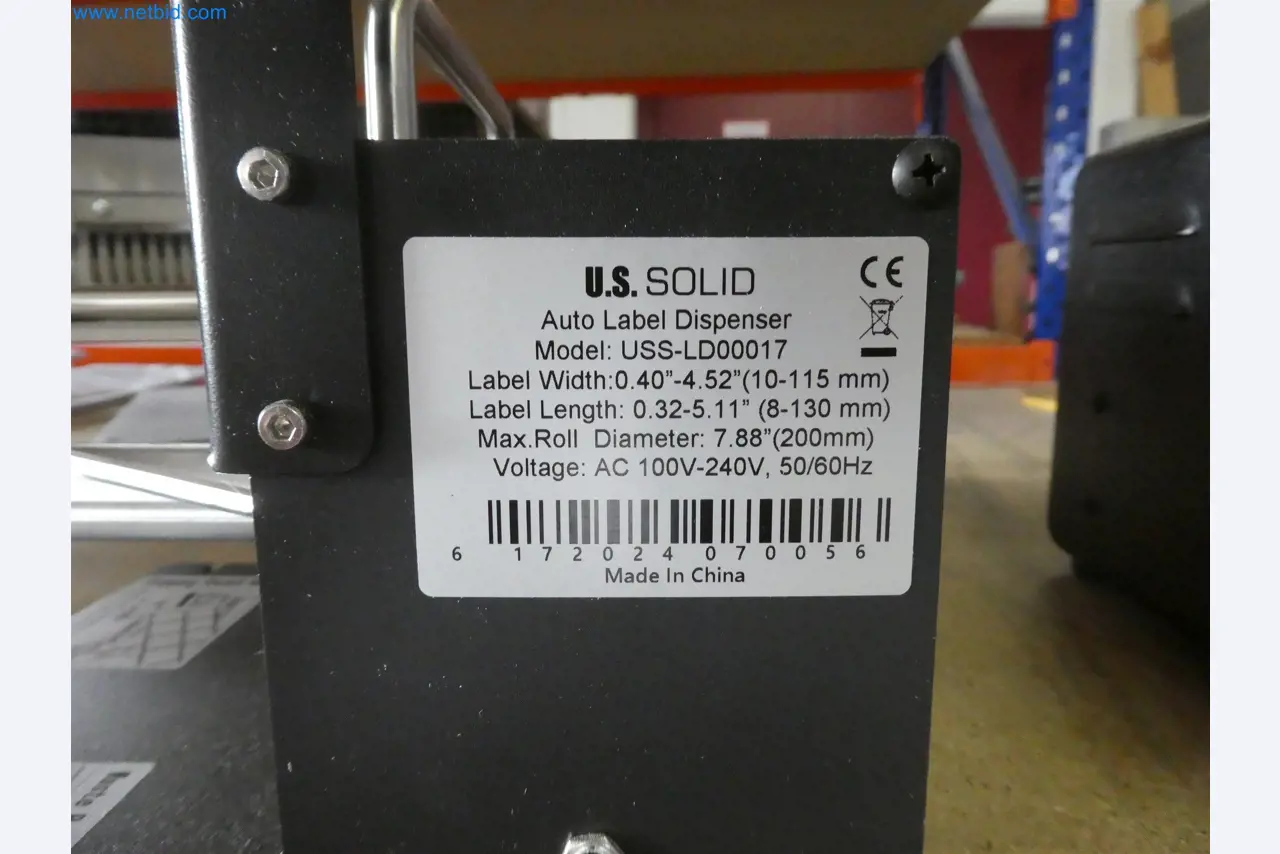 www.netbid.com
U.S. SOLID
CE
Auto Label Dispenser
Model: USS-LD00017
Label Width:0.40”-4.52”(10-115 mm)
Label Length: 0.32-5.11” (8-130 mm)
Max.Roll Diameter: 7.88”(200mm)
Voltage: AC 100V-240V, 50/60Hz
6 172024 070056
Made In China